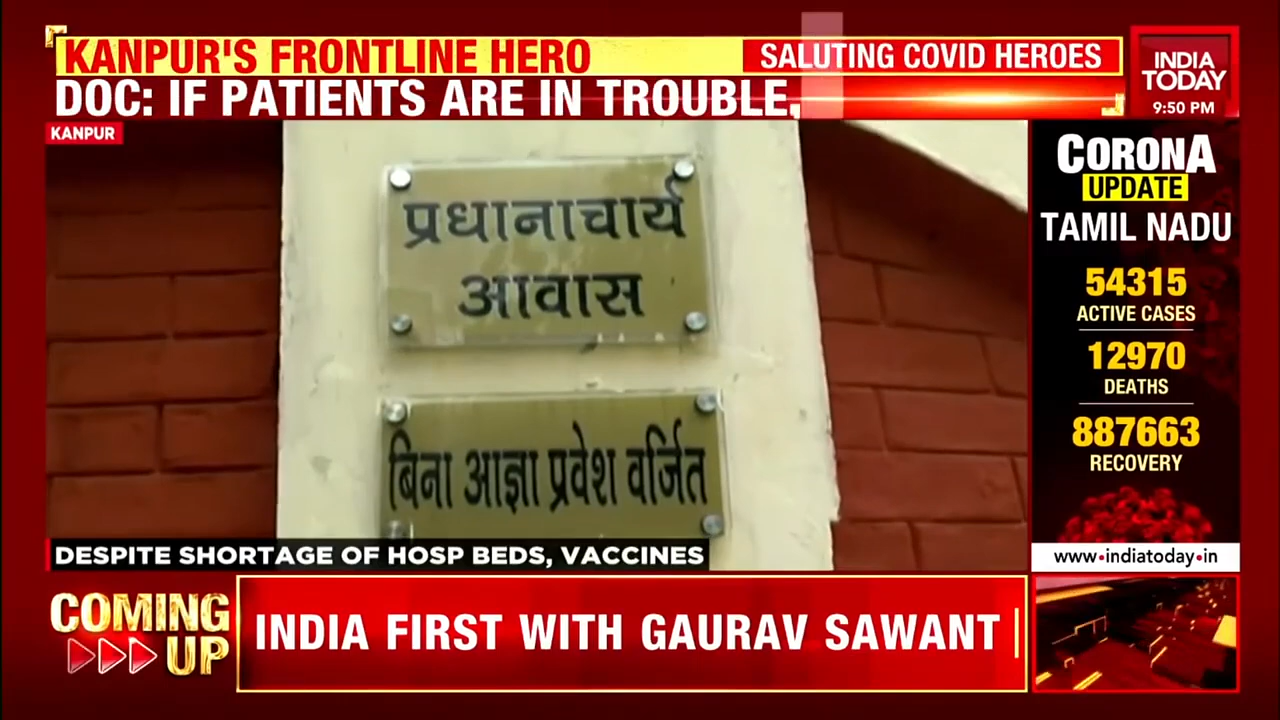 KANPUR'S FRONTLINE HERO
SALUTING COVID HEROES
DOC: IF PATIENTS ARE IN TROUBLE,
INDIA
TODAY
9:50 PM
KANPUR
प्रधानाचार्य
आवास
बिना आज्ञा प्रवेश वर्जित
CORONA
UPDATE
TAMIL NADU
54315
ACTIVE CASES
12970
DEATHS
887663
RECOVERY
www.indiatoday.in
DESPITE SHORTAGE OF HOSP BEDS, VACCINES
COMING
UP
INDIA FIRST WITH GAURAV SAWANT